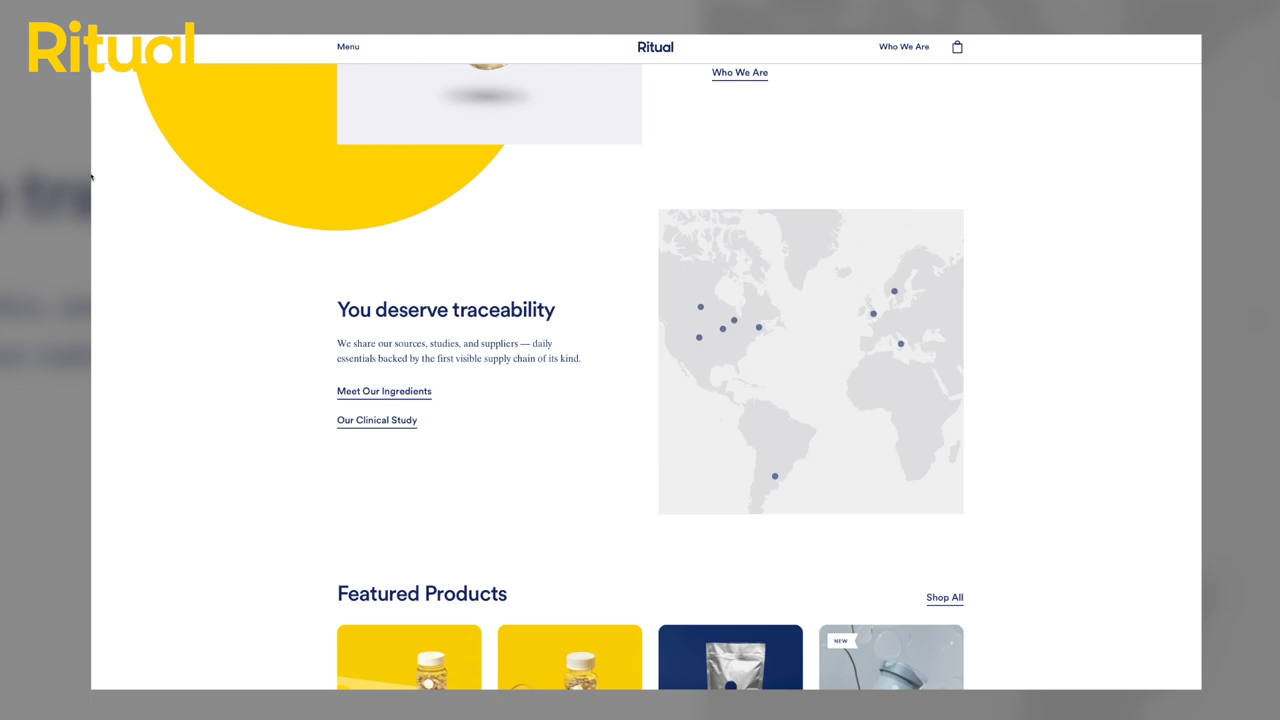 Ritual
Menu
Ritual
Who We Are
Who We Are
You deserve traceability
We share our sources, studies, and suppliers — daily
essentials backed by the first visible supply chain of its kind.
Meet Our Ingredients
Our Clinical Study
Featured Products
Shop All
NEW